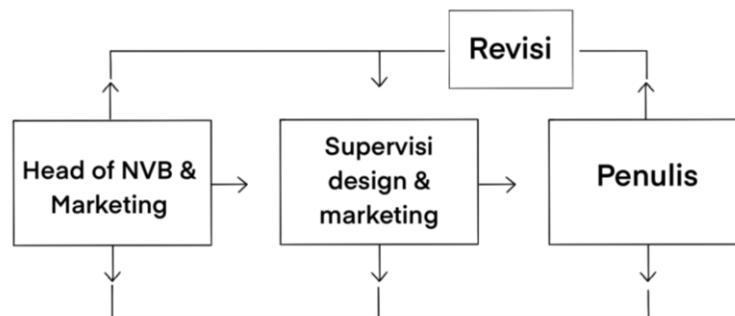 Revisi
Head of NVB &
Marketing
Supervisi
design &
marketing
Penulis